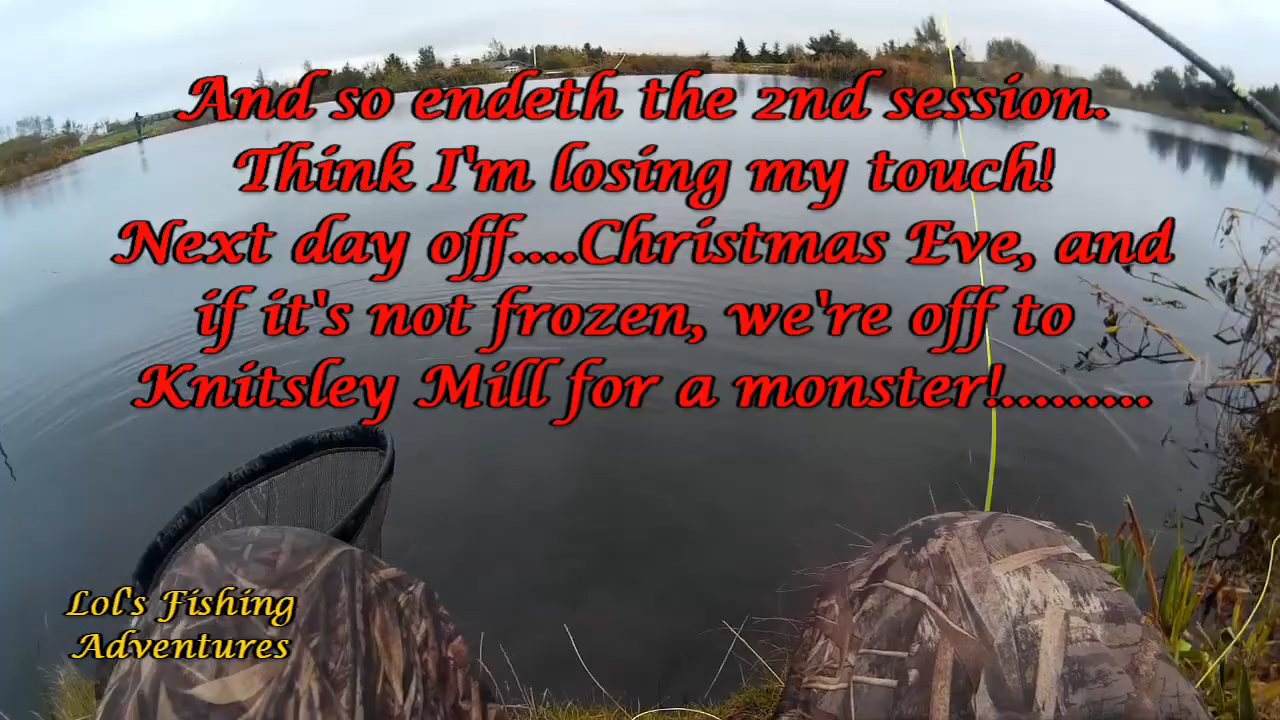 And so endeth the 2nd session.
Think I'm losing my touch!
Next day off....Christmas Eve, and
if it's not frozen, we're off to
Knitsley Mill for a monster!.........
Lol's Fishing
Adventures